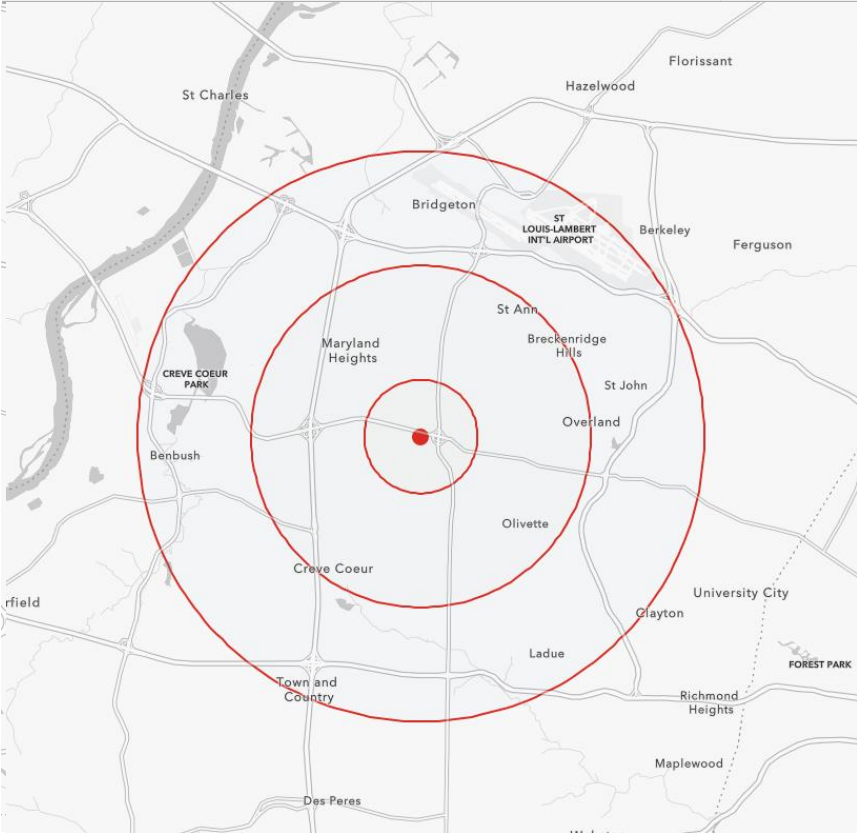 Florissant
Hazelwood
St Charles
Bridgeton
ST
LOUIS-LAMBERT
INT'L AIRPORT
Berkeley
Ferguson
St Ann
Maryland
Heights
Breckenridge
Hills
CREVE COEUR
PARK
St John
Overland
Benbush
Olivette
Creve Coeur
rfield
University City
Clayton
Ladue
FOREST PARK
Town and
Country
Richmond
Heights
Maplewood
Des Peres